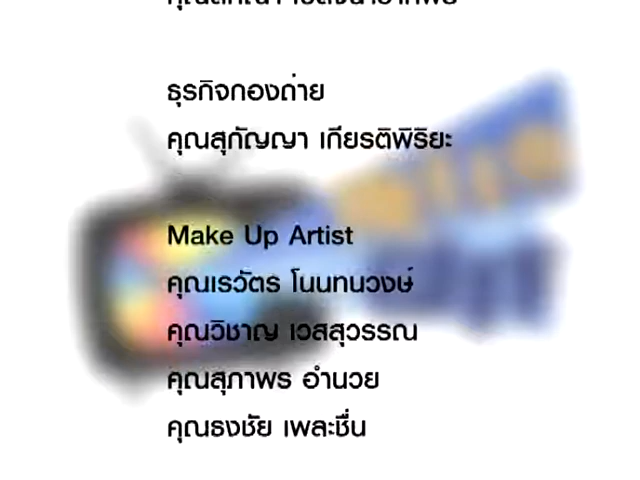 ธุรกิจกองถ่าย
คุณสุกัญญา เกียรติพิริยะ
Make Up Artist
คุณเรวัตร โนนทนวงษ์
คุณวิชาญ เวสสุวรรณ
คุณสุภาพร อำนวย
คุณธงชัย เพละชื่น